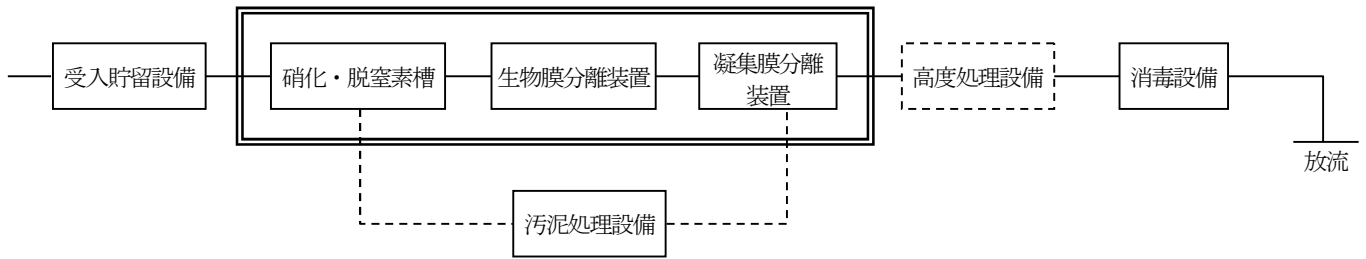 受入貯留設備
硝化・脱窒素槽
生物膜分離装置
凝集膜分離
装置
高度処理設備
消毒設備
放流
汚泥処理設備